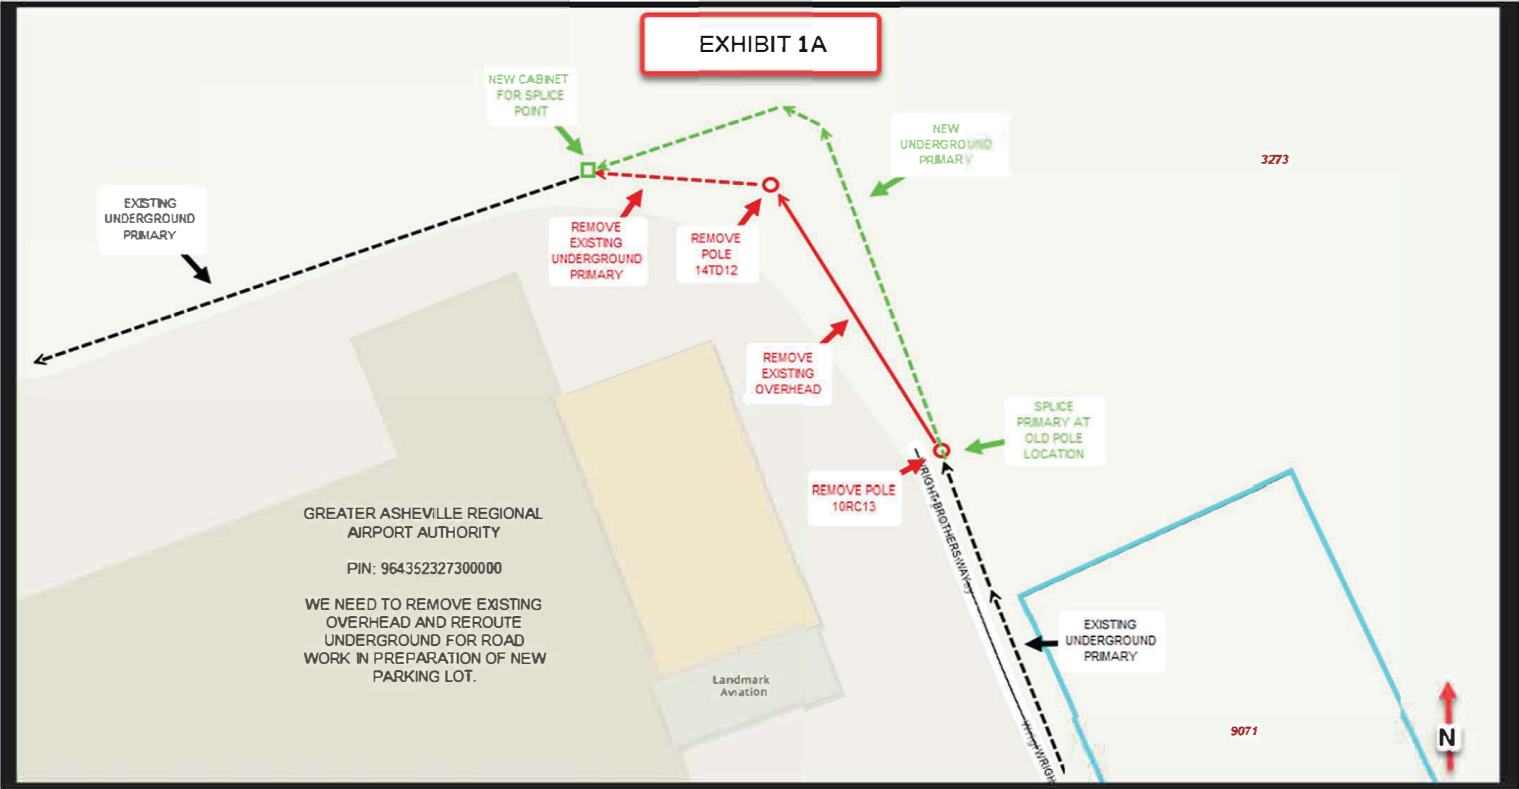 EXHIBIT 1A
NEW CABINET
FOR SPLICE
POINT
NEW
UNDERGROUND
PRIMARY
3273
EXISTING
UNDERGROUND
PRIMARY
REMOVE
EXISTING
UNDERGROUND
PRIMARY
REMOVE
POLE
14TD12
REMOVE
EXISTING
OVERHEAD
SPLICE
PRIMARY AT
OLD POLE
LOCATION
REMOVE POLE
10RC13
WRIGHT-BROTHERS-WAY
GREATER ASHEVILLE REGIONAL
AIRPORT AUTHORITY
PIN: 964352327300000
WE NEED TO REMOVE EXISTING
OVERHEAD AND REROUTE
UNDERGROUND FOR ROAD
WORK IN PREPARATION OF NEW
PARKING LOT.
EXISTING
UNDERGROUND
PRIMARY
Landmark
Aviation
9071
N